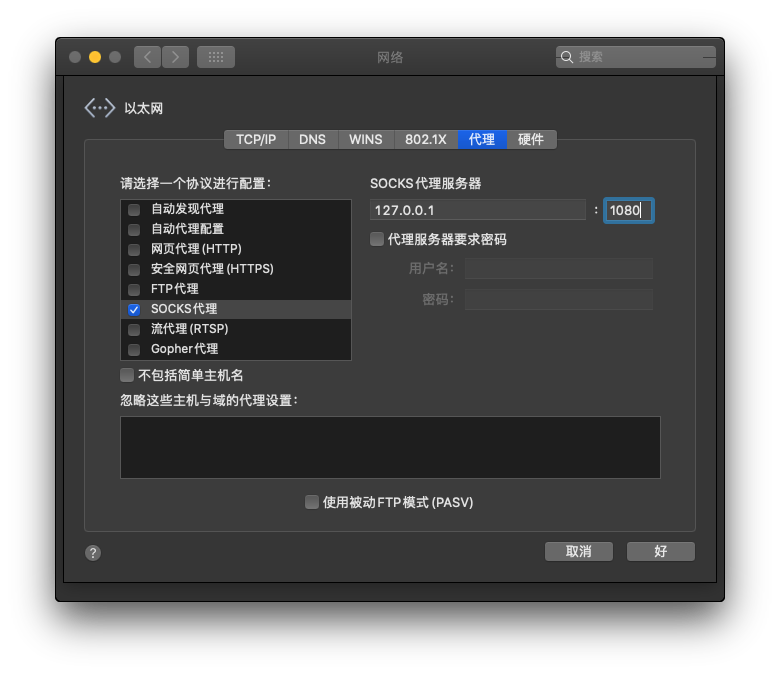 网络
搜索
以太网
TCP/IP DNS WINS 802.1X 代理 硬件
请选择一个协议进行配置：
自动发现代理
自动代理配置
网页代理(HTTP)
安全网页代理(HTTPS)
FTP代理
SOCKS代理
流代理(RTSP)
Gopher代理
SOCKS代理服务器
127.0.0.1 : 1080
代理服务器要求密码
用户名：
密码：
不包括简单主机名
忽略这些主机与域的代理设置：
使用被动FTP模式(PASV)
?
取消 好